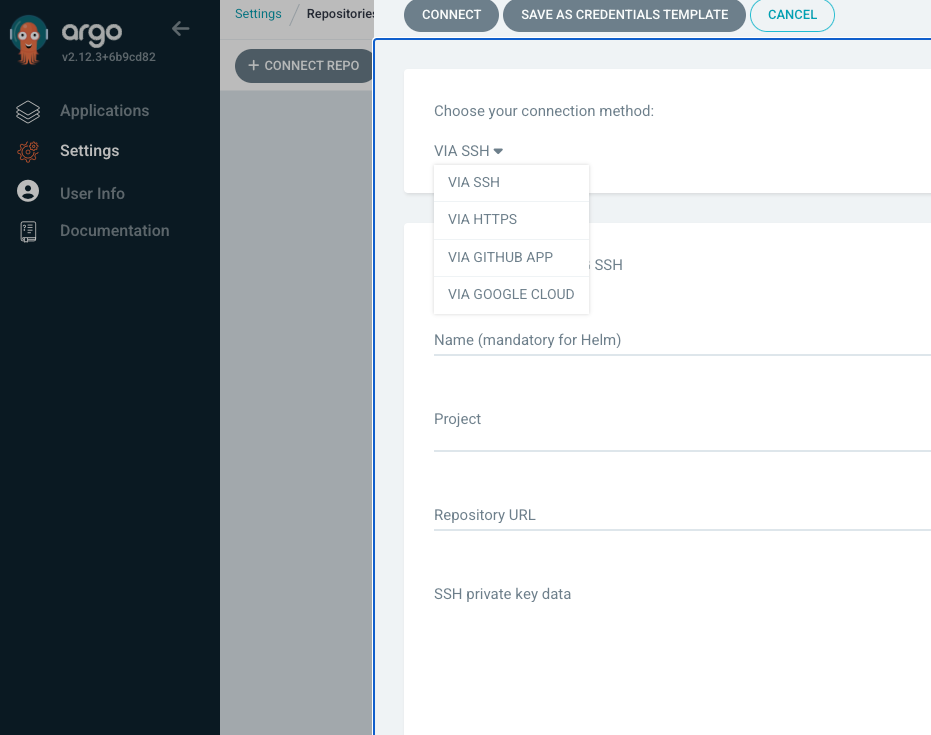 argo
v2.12.3+6b9cd82
Applications
Settings
User Info
Documentation
Settings / Repositories
+ CONNECT REPO
CONNECT
SAVE AS CREDENTIALS TEMPLATE
CANCEL
Choose your connection method:
VIA SSH
VIA SSH
VIA HTTPS
VIA GITHUB APP
VIA GOOGLE CLOUD
SSH
Name (mandatory for Helm)
Project
Repository URL
SSH private key data